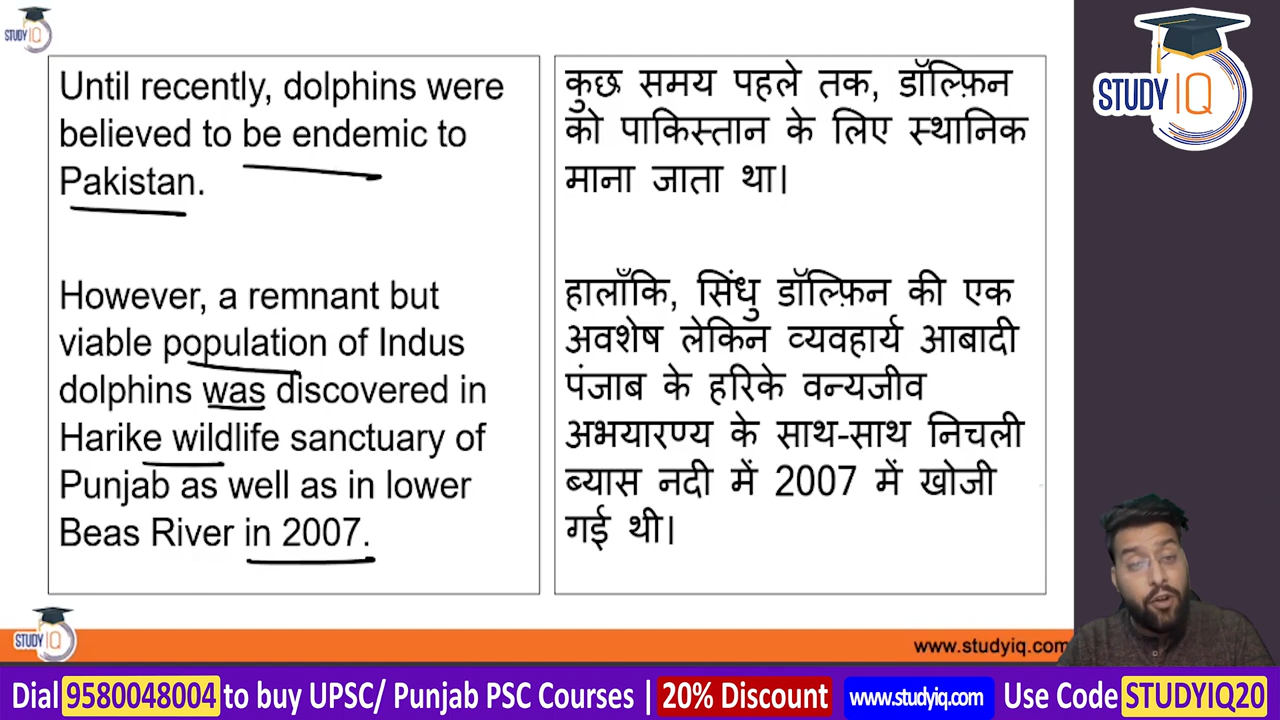 STUDY IQ
Until recently, dolphins were
believed to be endemic to
Pakistan.
However, a remnant but
viable population of Indus
dolphins was discovered in
Harike wildlife sanctuary of
Punjab as well as in lower
Beas River in 2007.
कुछ समय पहले तक, डॉल्फ़िन
को पाकिस्तान के लिए स्थानिक
माना जाता था।
हालाँकि, सिंधु डॉल्फ़िन की एक
अवशेष लेकिन व्यवहार्य आबादी
पंजाब के हरिके वन्यजीव
अभयारण्य के साथ-साथ निचली
ब्यास नदी में 2007 में खोजी
गई थी।
STUDY IQ
STUDY IQ
www.studyiq.com
Dial 9580048004 to buy UPSC/ Punjab PSC Courses | 20% Discount www.studyiq.com Use Code STUDYIQ20